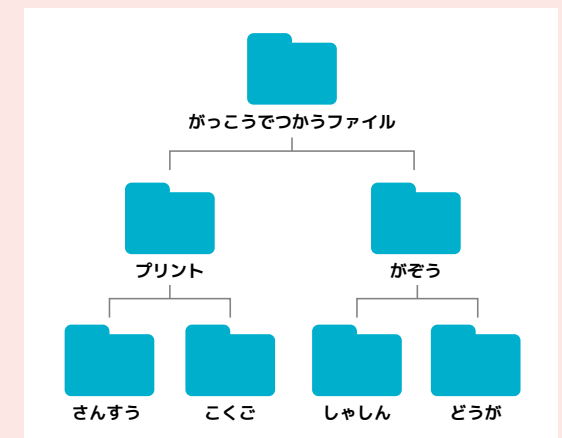 がっこうでつかうファイル
プリント
がぞう
さんすう
こくご
しゃしん
どうが